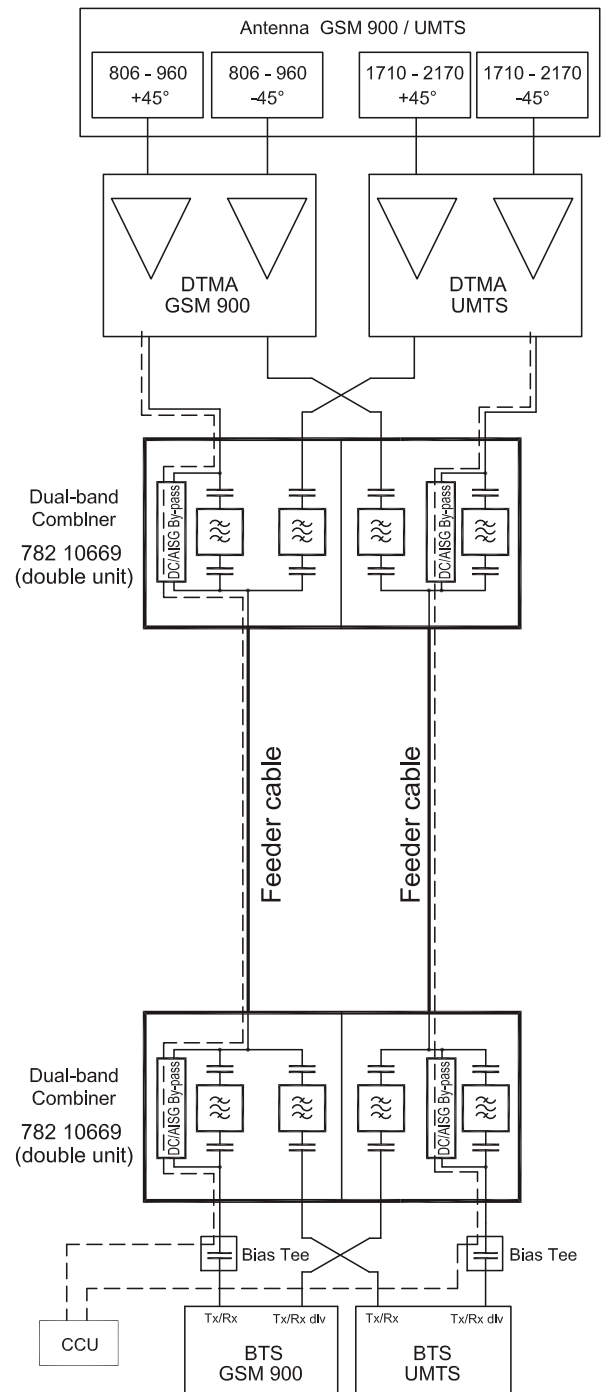 Antenna GSM 900 / UMTS
806 - 960
+45°
806 - 960
-45°
1710 - 2170
+45°
1710 - 2170
-45°
DTMA
GSM 900
DTMA
UMTS
Dual-band
Combiner
782 10669
(double unit)
DC/AISG By-pass
DC/AISG By-pass
Feeder cable
Feeder cable
Dual-band
Combiner
782 10669
(double unit)
DC/AISG By-pass
DC/AISG By-pass
Bias Tee
Bias Tee
CCU
Tx/Rx
Tx/Rx div
BTS
GSM 900
Tx/Rx
Tx/Rx div
BTS
UMTS